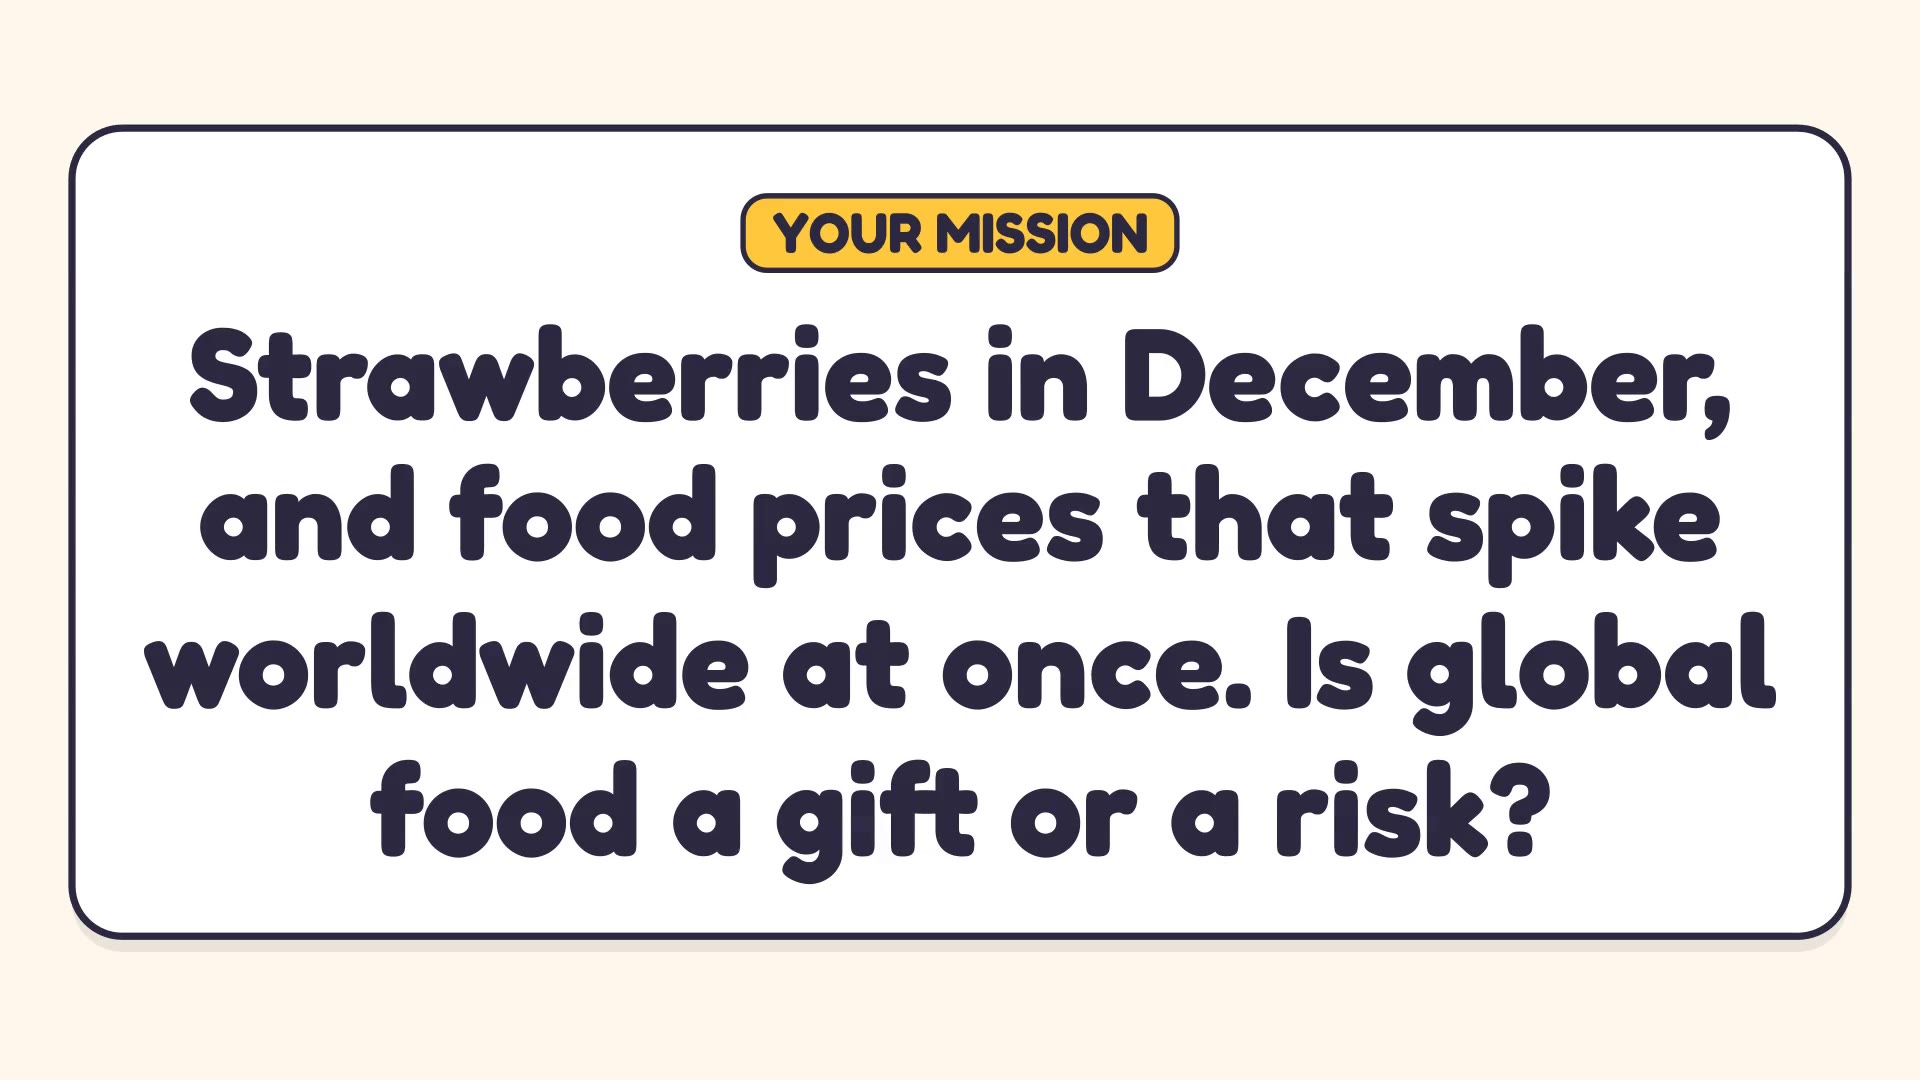 YOUR MISSION
Strawberries in December,
and food prices that spike
worldwide at once. Is global
food a gift or a risk?